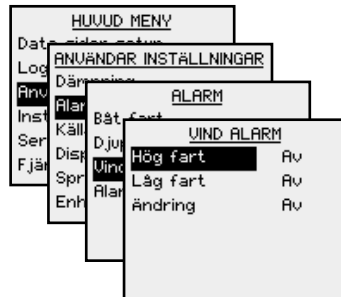 HUVUD MENY
Data sidor setup
Log
Anv
Inst
Ser
Fjär
ANVÄNDAR INSTÄLLNINGAR
Dämpning
Alar
Käll
Disp
Spr
Enh
ALARM
Båt fart
Djup
Vind
Alar
VIND ALARM
Hög fart Av
Låg fart Av
Ändring Av